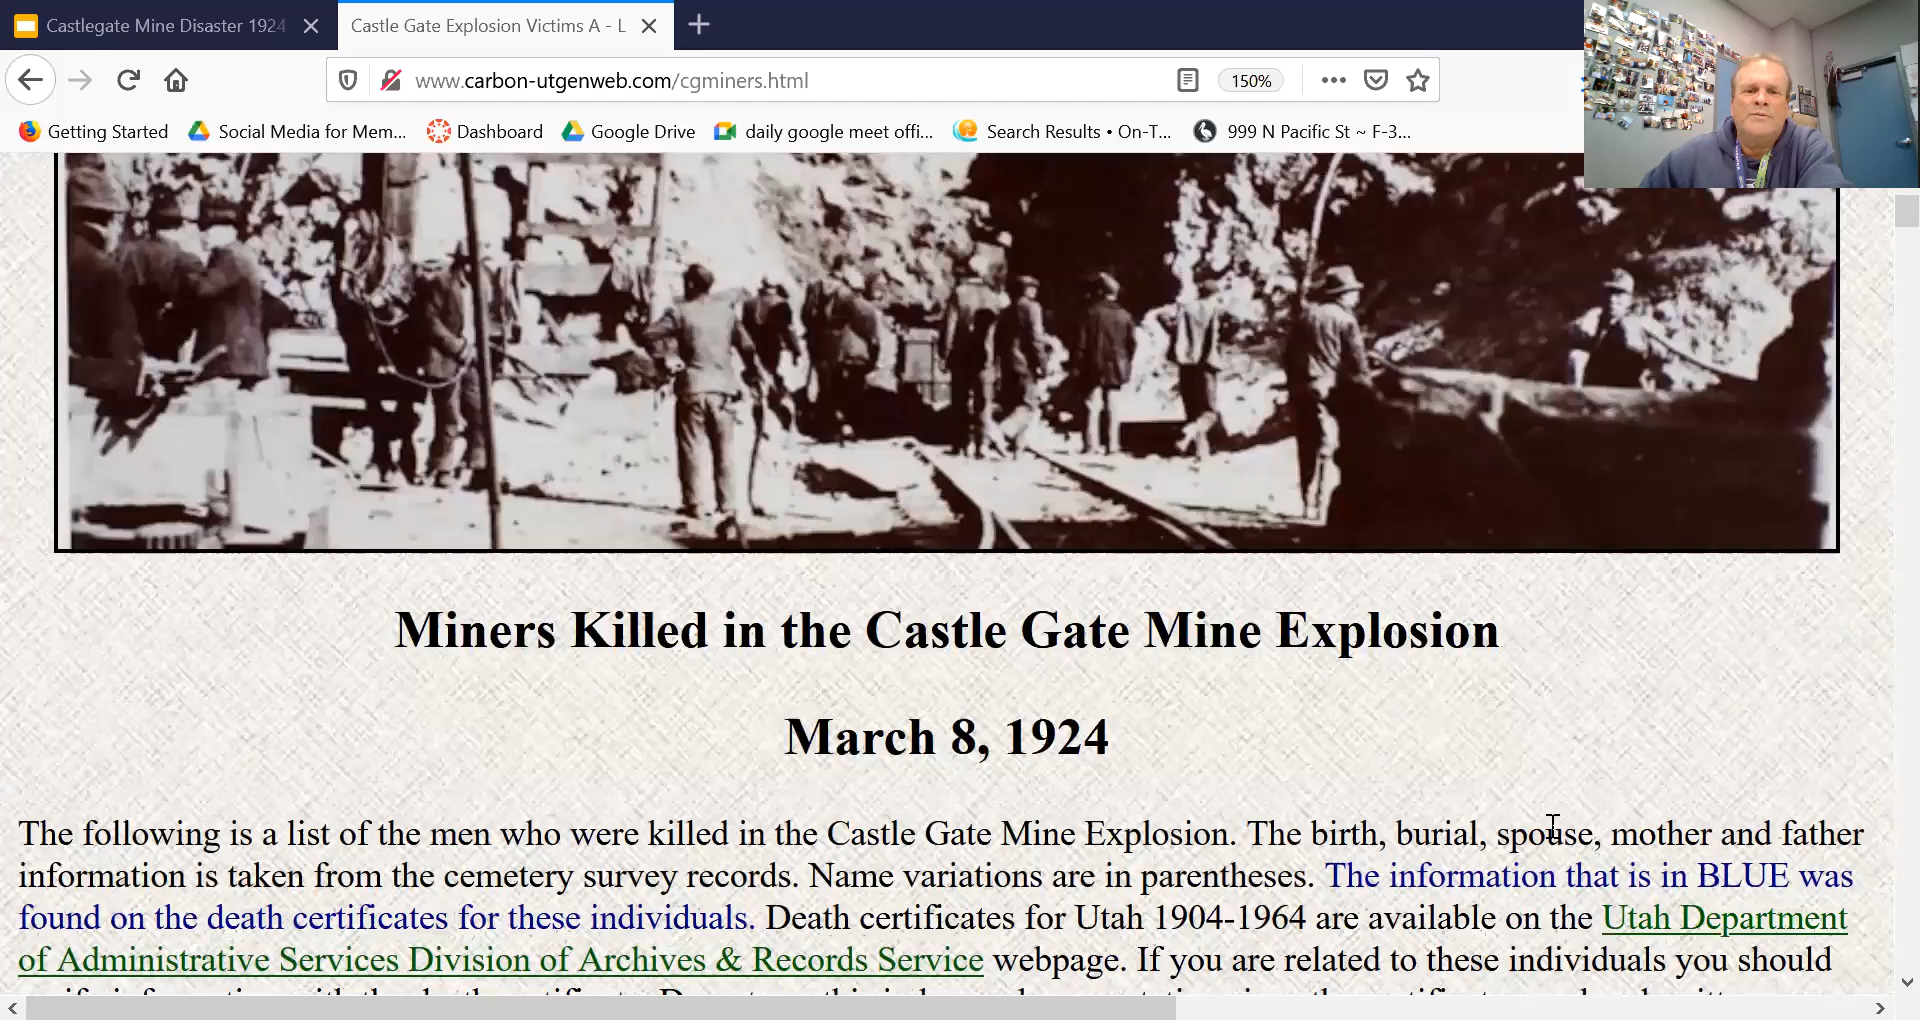 Castlegate Mine Disaster 1924
Castle Gate Explosion Victims A - L
www.carbon-utgenweb.com/cgminers.html
150%
Getting Started
Social Media for Mem...
Dashboard
Google Drive
daily google meet offi...
Search Results • On-T...
999 N Pacific St ~ F-3...
Miners Killed in the Castle Gate Mine Explosion
March 8, 1924
The following is a list of the men who were killed in the Castle Gate Mine Explosion. The birth, burial, spouse, mother and father
information is taken from the cemetery survey records. Name variations are in parentheses. The information that is in BLUE was
found on the death certificates for these individuals. Death certificates for Utah 1904-1964 are available on the Utah Department
of Administrative Services Division of Archives & Records Service webpage. If you are related to these individuals you should